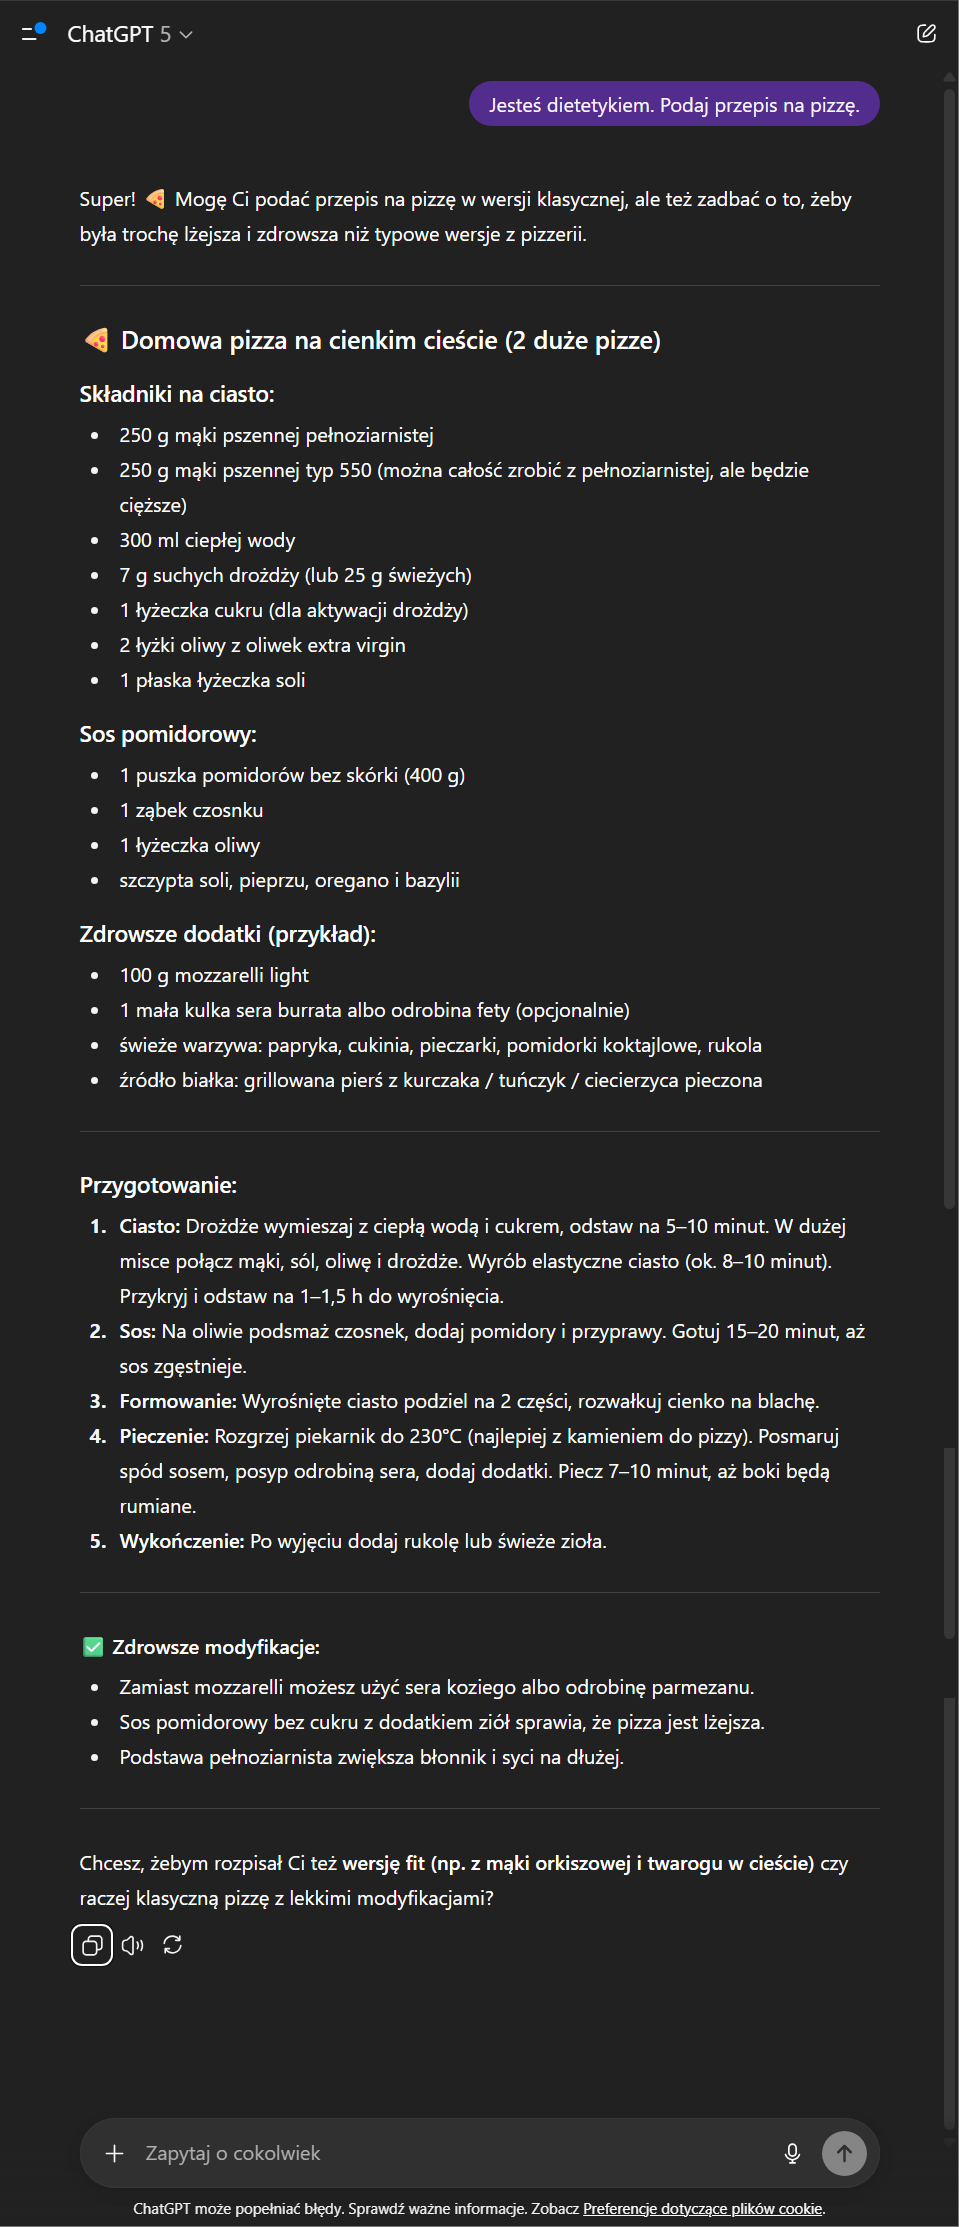 ChatGPT 5
Jesteś dietetykiem. Podaj przepis na pizzę.
Super! 🍕 Mogę Ci podać przepis na pizzę w wersji klasycznej, ale też zadbać o to, żeby
była trochę lżejsza i zdrowsza niż typowe wersje z pizzerii.
🍕 Domowa pizza na cienkim cieście (2 duże pizze)
Składniki na ciasto:
• 250 g mąki pszennej pełnoziarnistej
• 250 g mąki pszennej typ 550 (można całość zrobić z pełnoziarnistej, ale będzie
cięższe)
• 300 ml ciepłej wody
• 7 g suchych drożdży (lub 25 g świeżych)
• 1 łyżeczka cukru (dla aktywacji drożdży)
• 2 łyżki oliwy z oliwek extra virgin
• 1 płaska łyżeczka soli
Sos pomidorowy:
• 1 puszka pomidorów bez skórki (400 g)
• 1 ząbek czosnku
• 1 łyżeczka oliwy
• szczypta soli, pieprzu, oregano i bazylii
Zdrowsze dodatki (przykład):
• 100 g mozzarelli light
• 1 mała kulka sera burrata albo odrobina fety (opcjonalnie)
• świeże warzywa: papryka, cukinia, pieczarki, pomidorki koktajlowe, rukola
• źródło białka: grillowana pierś z kurczaka / tuńczyk / ciecierzyca pieczona
Przygotowanie:
1. Ciasto: Drożdże wymieszaj z ciepłą wodą i cukrem, odstaw na 5–10 minut. W dużej
misce połącz mąki, sól, oliwę i drożdże. Wyrób elastyczne ciasto (ok. 8–10 minut).
Przykryj i odstaw na 1–1,5 h do wyrośnięcia.
2. Sos: Na oliwie podsmaż czosnek, dodaj pomidory i przyprawy. Gotuj 15–20 minut, aż
sos zgęstnieje.
3. Formowanie: Wyrośnięte ciasto podziel na 2 części, rozwałkuj cienko na blachę.
4. Pieczenie: Rozgrzej piekarnik do 230°C (najlepiej z kamieniem do pizzy). Posmaruj
spód sosem, posyp odrobiną sera, dodaj dodatki. Piecz 7–10 minut, aż boki będą
rumiane.
5. Wykończenie: Po wyjęciu dodaj rukolę lub świeże zioła.
✅ Zdrowsze modyfikacje:
• Zamiast mozzarelli możesz użyć sera koziego albo odrobinę parmezanu.
• Sos pomidorowy bez cukru z dodatkiem ziół sprawia, że pizza jest lżejsza.
• Podstawa pełnoziarnista zwiększa błonnik i syci na dłużej.
Chcesz, żebym rozpisał Ci też wersję fit (np. z mąki orkiszowej i twarogu w cieście) czy
raczej klasyczną pizzę z lekkimi modyfikacjami?
Zapytaj o cokolwiek
ChatGPT może popełniać błędy. Sprawdź ważne informacje. Zobacz Preferencje dotyczące plików cookie.